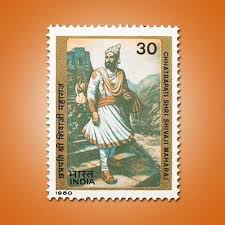 30
छत्रपति श्री शिवाजी महाराज
CHHATRAPATI SHRI SHIVAJI MAHARAJ
भारत
INDIA
1980